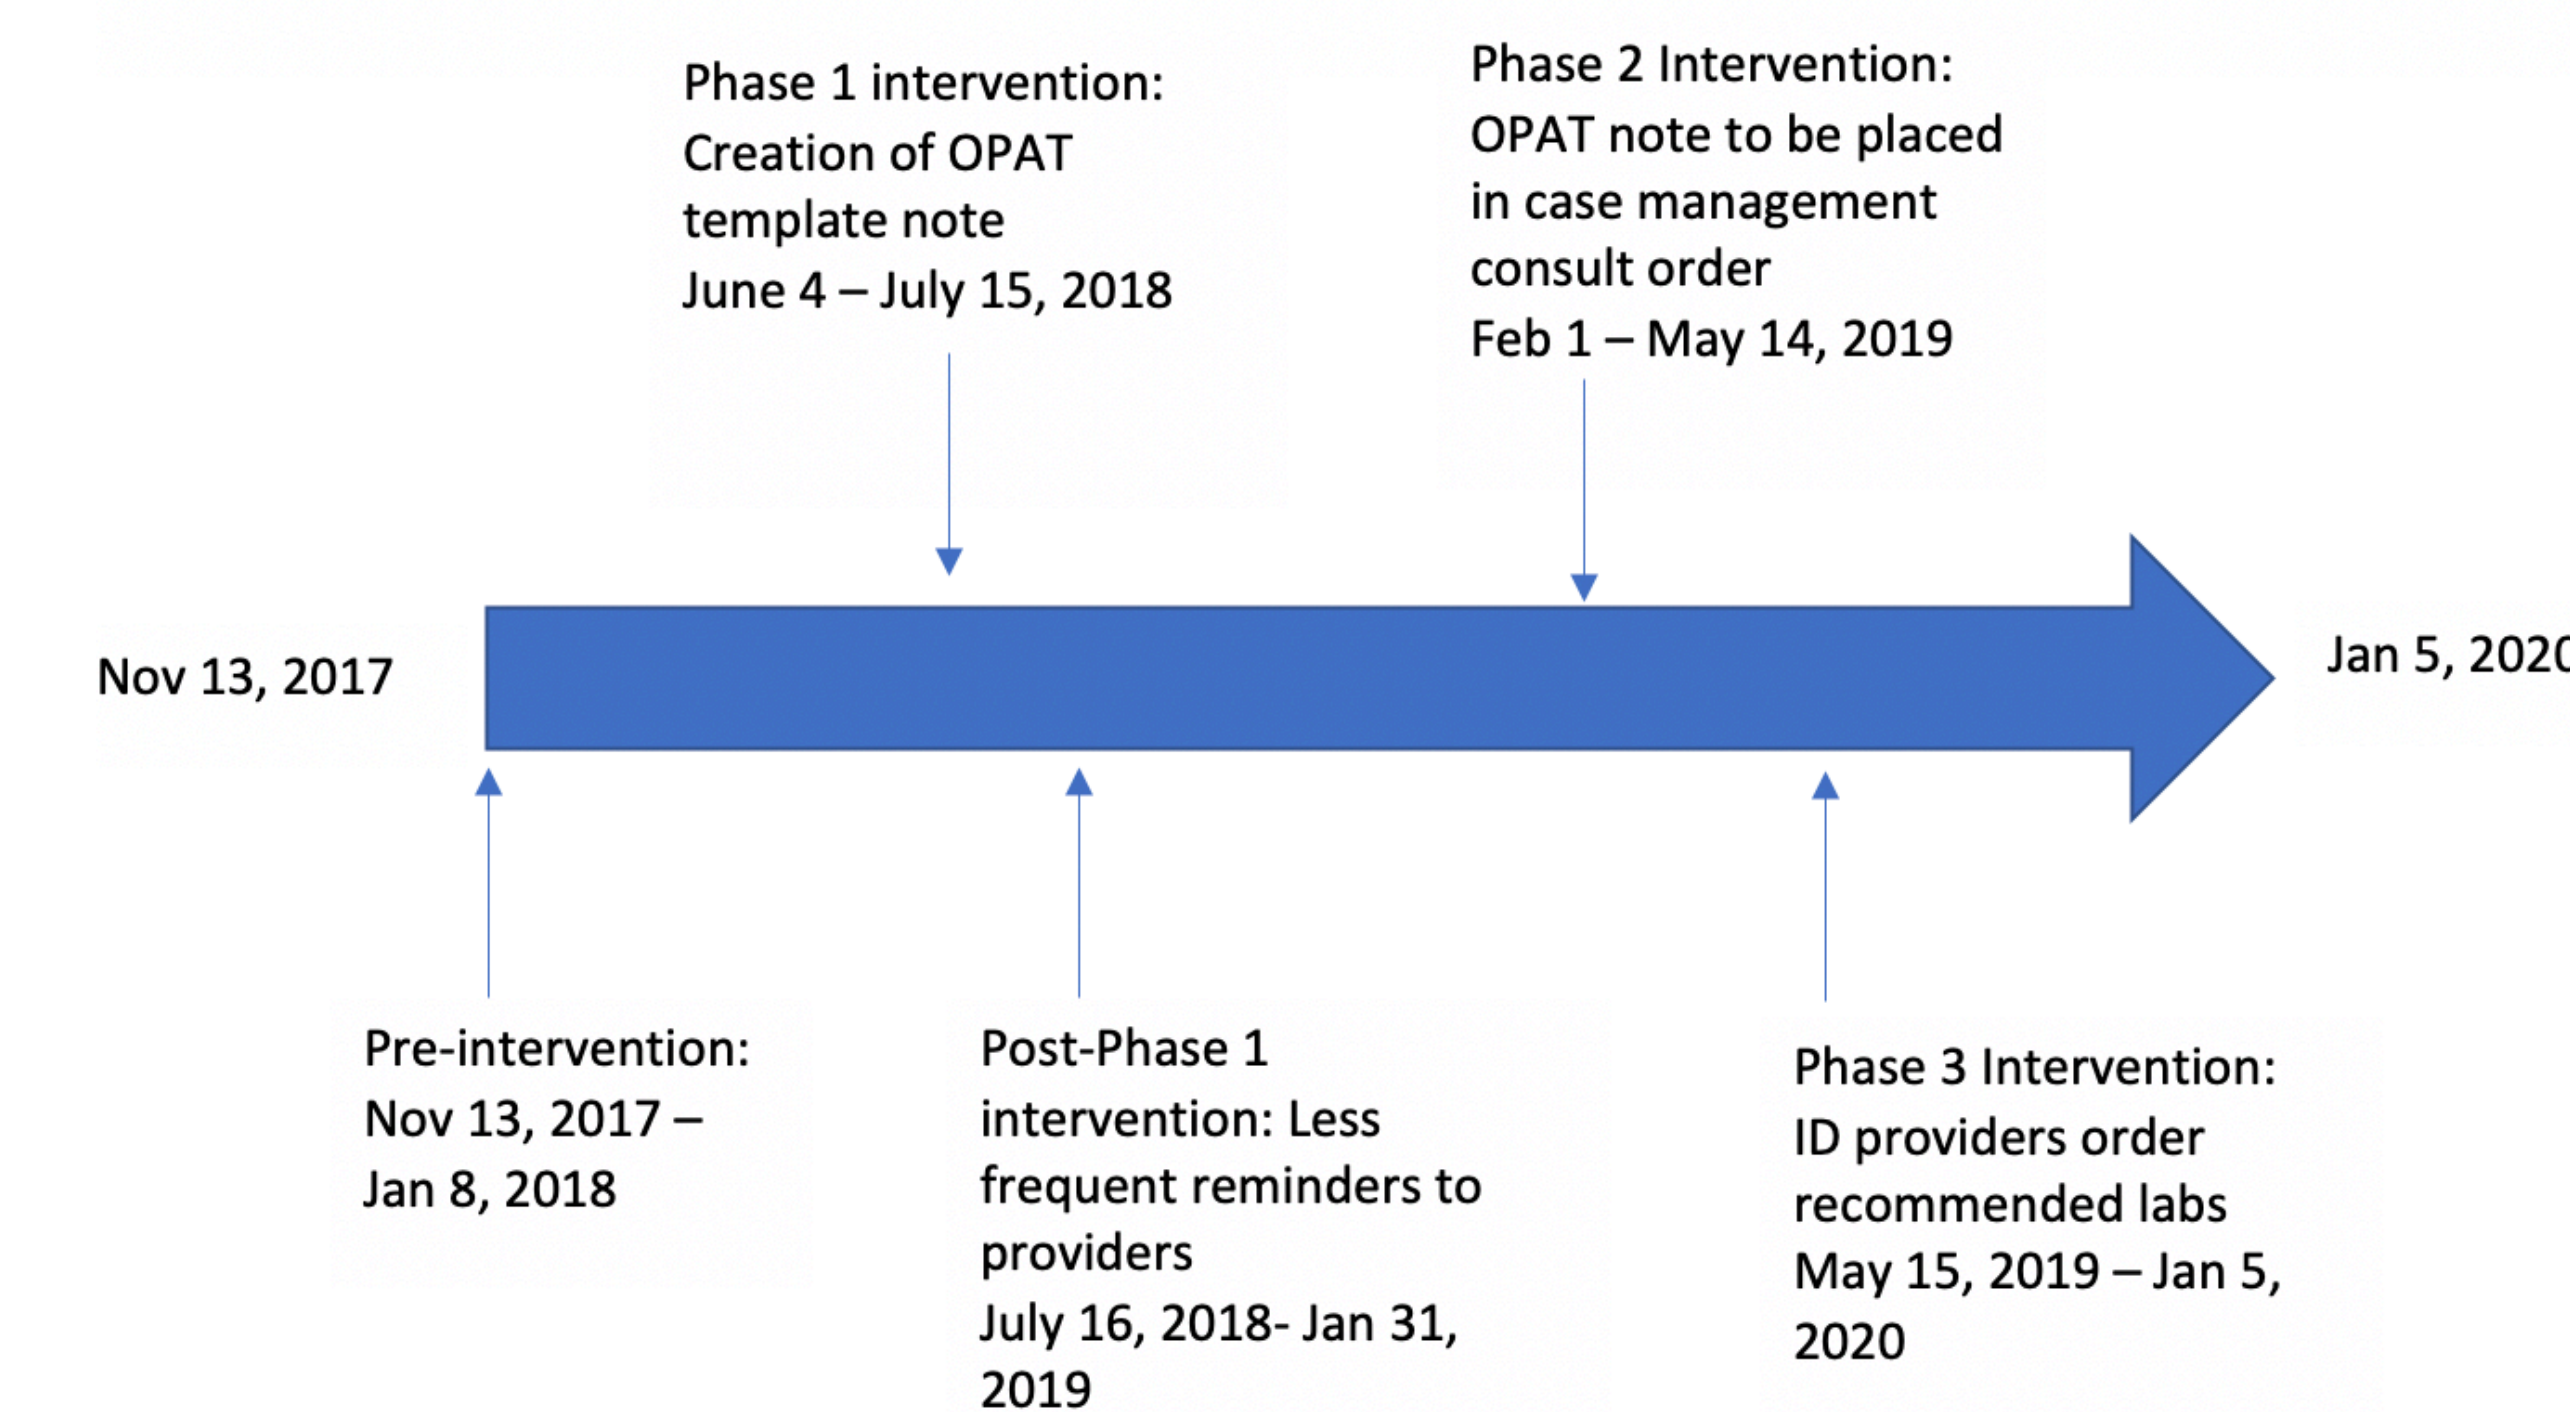 Phase 1 intervention:
Creation of OPAT
template note
June 4 – July 15, 2018
Phase 2 Intervention:
OPAT note to be placed
in case management
consult order
Feb 1 – May 14, 2019
Nov 13, 2017
Jan 5, 2020
Pre-intervention:
Nov 13, 2017 –
Jan 8, 2018
Post-Phase 1
intervention: Less
frequent reminders to
providers
July 16, 2018- Jan 31,
2019
Phase 3 Intervention:
ID providers order
recommended labs
May 15, 2019 – Jan 5,
2020